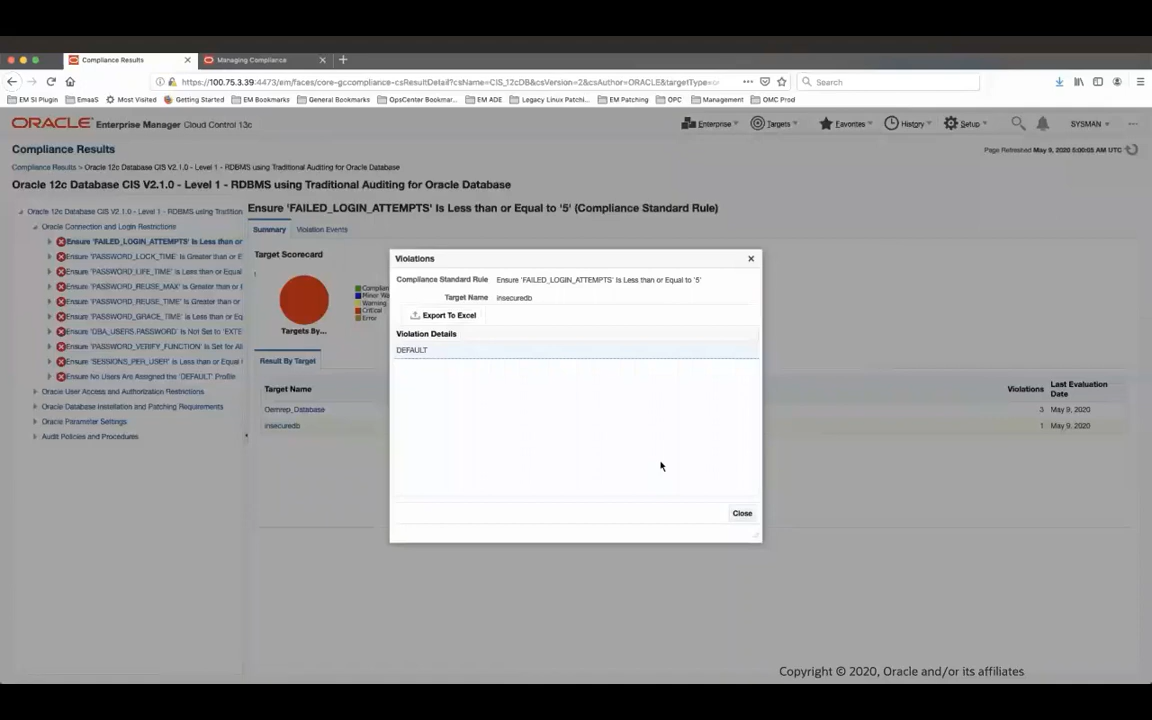 Compliance Results
Managing Compliance
https://100.75.3.39:4473/em/faces/core-gccompliance-csResultDetail?csName=CIS_12cDB&csVersion=2&csAuthor=ORACLE&targetType=
Search
EM SI Plugin
EmaaS
Most Visited
Getting Started
EM Bookmarks
General Bookmarks
OpsCenter Bookmar...
EM ADE
Legacy Linux Patchi...
EM Patching
OPC
Management
OMC Prod
ORACLE Enterprise Manager Cloud Control 13c
Enterprise
Targets
Favorites
History
Setup
SYSMAN
Compliance Results
Page Refreshed May 9, 2020 5:00:05 AM UTC
Compliance Results > Oracle 12c Database CIS V2.1.0 - Level 1 - RDBMS using Traditional Auditing for Oracle Database
Oracle 12c Database CIS V2.1.0 - Level 1 - RDBMS using Traditional Auditing for Oracle Database
Oracle 12c Database CIS V2.1.0 - Level 1 - RDBMS using Tradition
Oracle Connection and Login Restrictions
Ensure 'FAILED_LOGIN_ATTEMPTS' Is Less than or
Ensure 'PASSWORD_LOCK_TIME' Is Greater than or E
Ensure 'PASSWORD_LIFE_TIME' Is Less than or Equal
Ensure 'PASSWORD_REUSE_MAX' Is Greater than or
Ensure 'PASSWORD_REUSE_TIME' Is Greater than or
Ensure 'PASSWORD_GRACE_TIME' Is Less than or Eq
Ensure 'DBA_USERS.PASSWORD' Is Not Set to 'EXTE
Ensure 'PASSWORD_VERIFY_FUNCTION' Is Set for All
Ensure 'SESSIONS_PER_USER' Is Less than or Equal
Ensure No Users Are Assigned the 'DEFAULT' Profile
Oracle User Access and Authorization Restrictions
Oracle Database Installation and Patching Requirements
Oracle Parameter Settings
Audit Policies and Procedures
Ensure 'FAILED_LOGIN_ATTEMPTS' Is Less than or Equal to '5' (Compliance Standard Rule)
Summary
Violation Events
Target Scorecard
Complian
Minor Wa
Warning
Critical
Error
Targets By...
Result By Target
Target Name
Violations
Last Evaluation Date
Oemrep_Database
3
May 9, 2020
insecuredb
1
May 9, 2020
Violations
Compliance Standard Rule Ensure 'FAILED_LOGIN_ATTEMPTS' Is Less than or Equal to '5'
Target Name insecuredb
Export To Excel
Violation Details
DEFAULT
Close
Copyright © 2020, Oracle and/or its affiliates